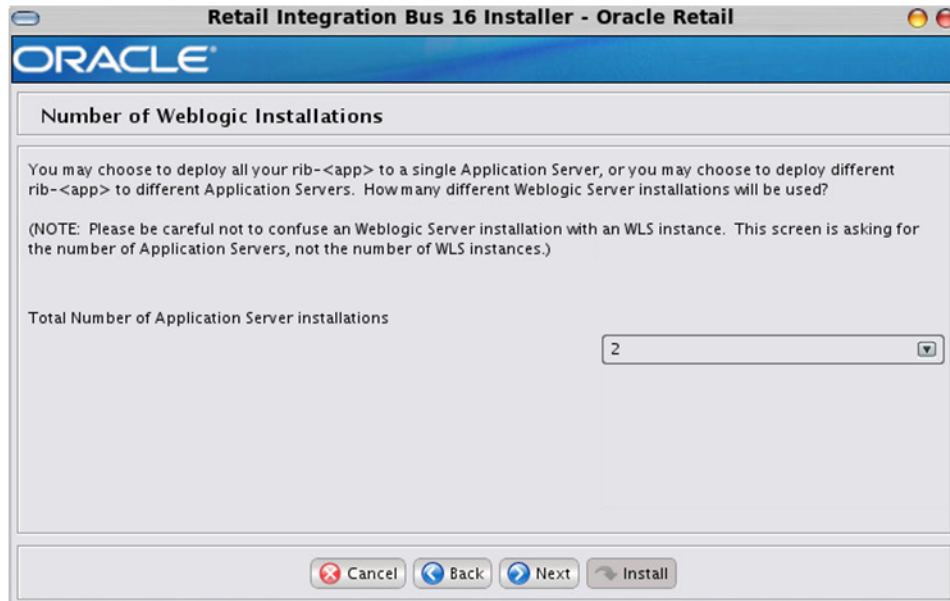 Retail Integration Bus 16 Installer - Oracle Retail
ORACLE
Number of Weblogic Installations
You may choose to deploy all your rib-<app> to a single Application Server, or you may choose to deploy different
rib-<app> to different Application Servers. How many different Weblogic Server installations will be used?
(NOTE: Please be careful not to confuse an Weblogic Server installation with an WLS instance. This screen is asking for
the number of Application Servers, not the number of WLS instances.)
Total Number of Application Server installations
2
Cancel Back Next Install